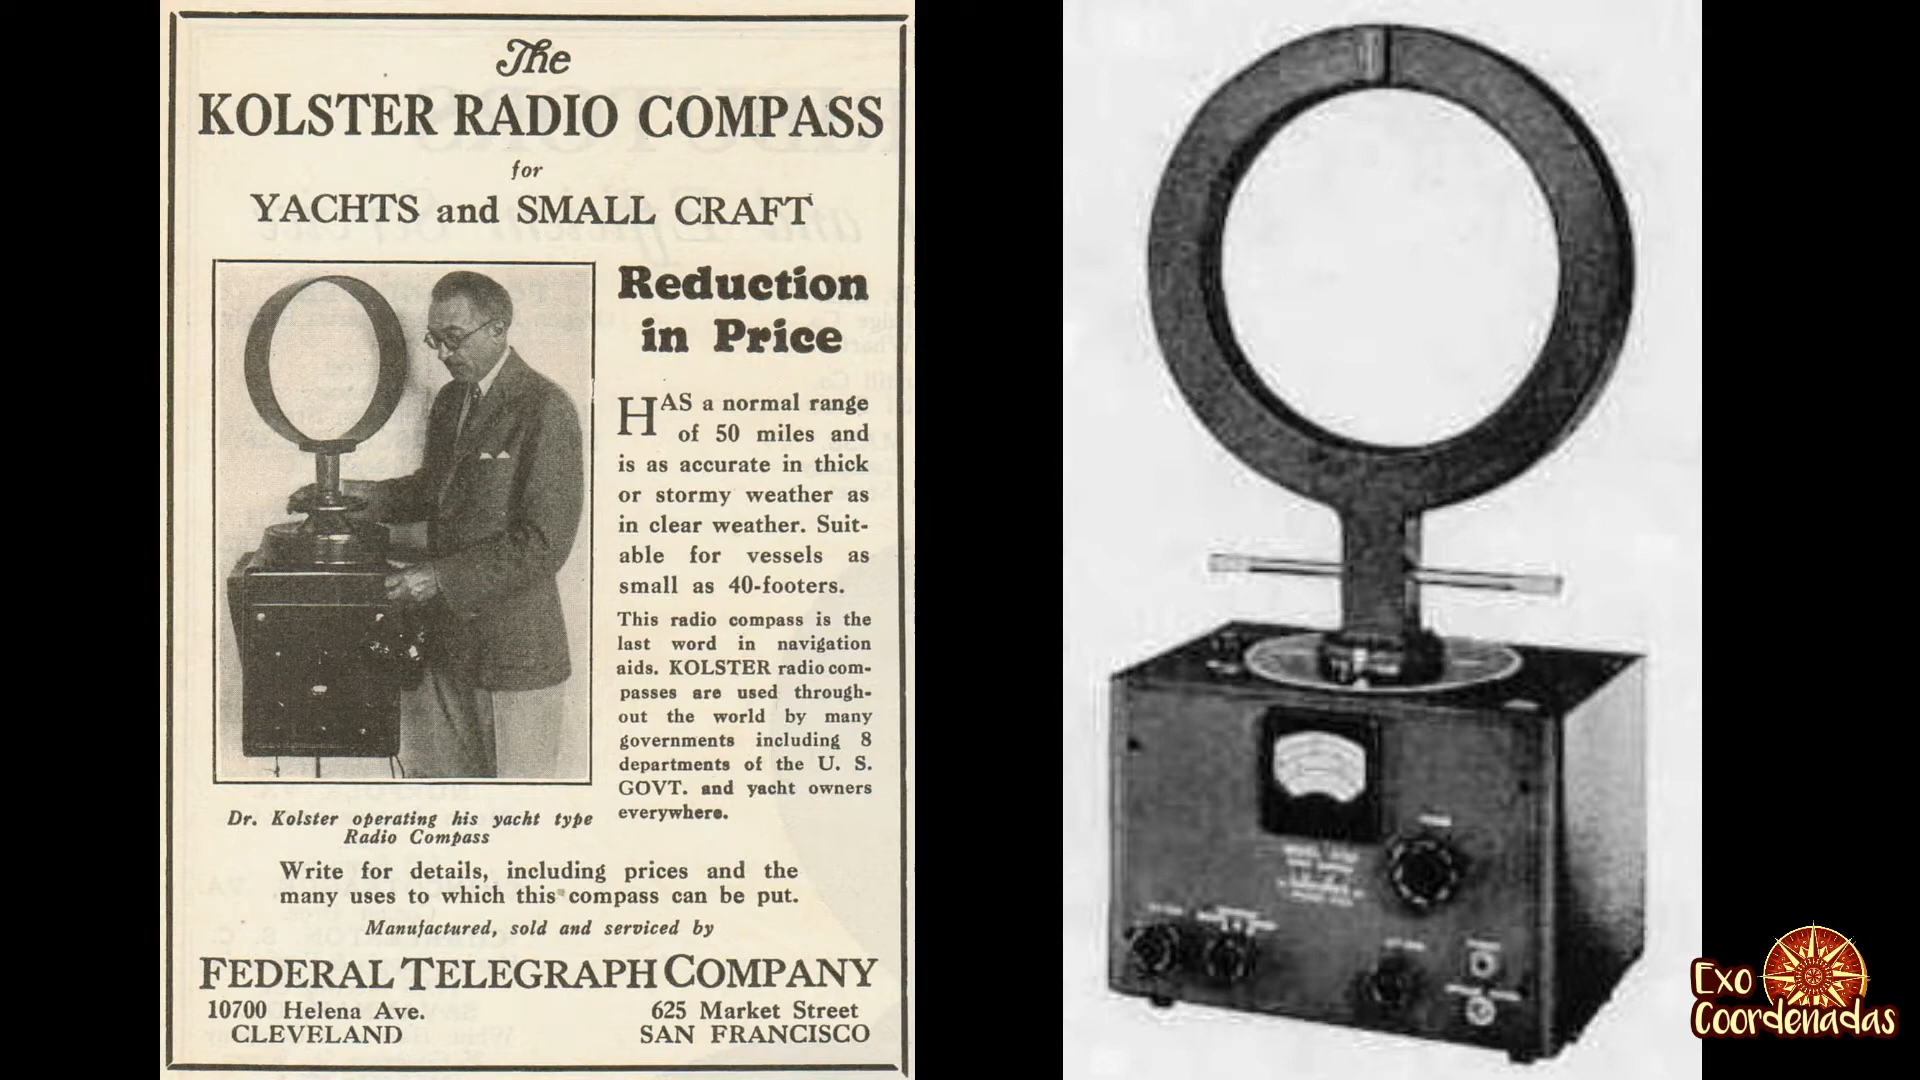 The
KOLSTER RADIO COMPASS
for
YACHTS and SMALL CRAFT
Reduction
in Price
HAS a normal range
of 50 miles and
is as accurate in thick
or stormy weather as
in clear weather. Suit-
able for vessels as
small as 40-footers.
This radio compass is the
last word in navigation
aids. KOLSTER radio com-
passes are used through-
out the world by many
governments including 8
departments of the U. S.
GOVT. and yacht owners
everywhere.
Dr. Kolster operating his yacht type
Radio Compass
Write for details, including prices and the
many uses to which this compass can be put.
Manufactured, sold and serviced by
FEDERAL TELEGRAPH COMPANY
10700 Helena Ave.
CLEVELAND
625 Market Street
SAN FRANCISCO
EXO
COORDENADAS